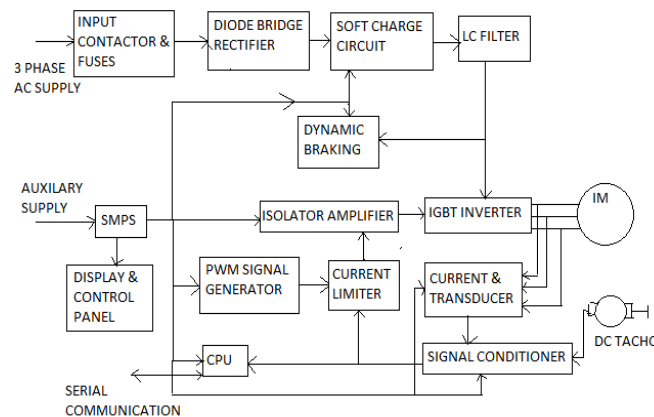 INPUT
CONTACTOR &
FUSES
DIODE BRIDGE
RECTIFIER
SOFT CHARGE
CIRCUIT
LC FILTER
3 PHASE
AC SUPPLY
DYNAMIC
BRAKING
AUXILARY
SUPPLY
SMPS
ISOLATOR AMPLIFIER
IGBT INVERTER
IM
DISPLAY &
CONTROL
PANEL
PWM SIGNAL
GENERATOR
CURRENT
LIMITER
CURRENT &
TRANSDUCER
DC TACHO
CPU
SIGNAL CONDITIONER
SERIAL
COMMUNICATION